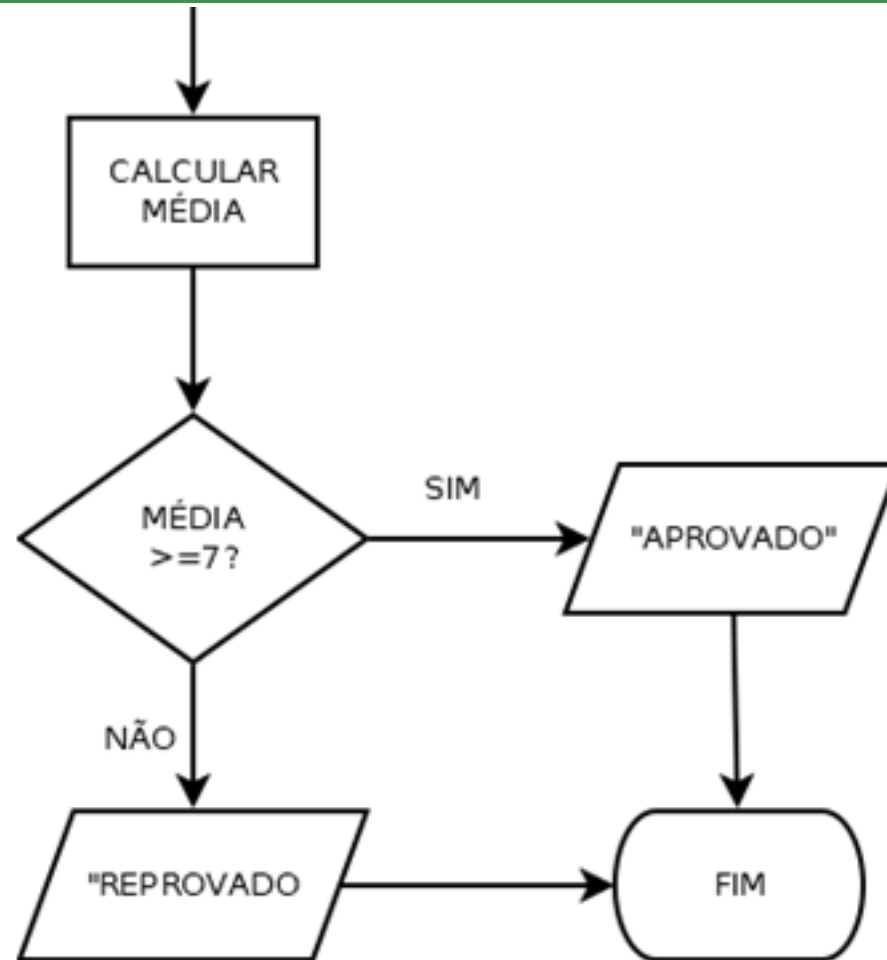 CALCULAR
MÉDIA
MÉDIA
>=7?
SIM
"APROVADO"
NÃO
"REPROVADO
FIM